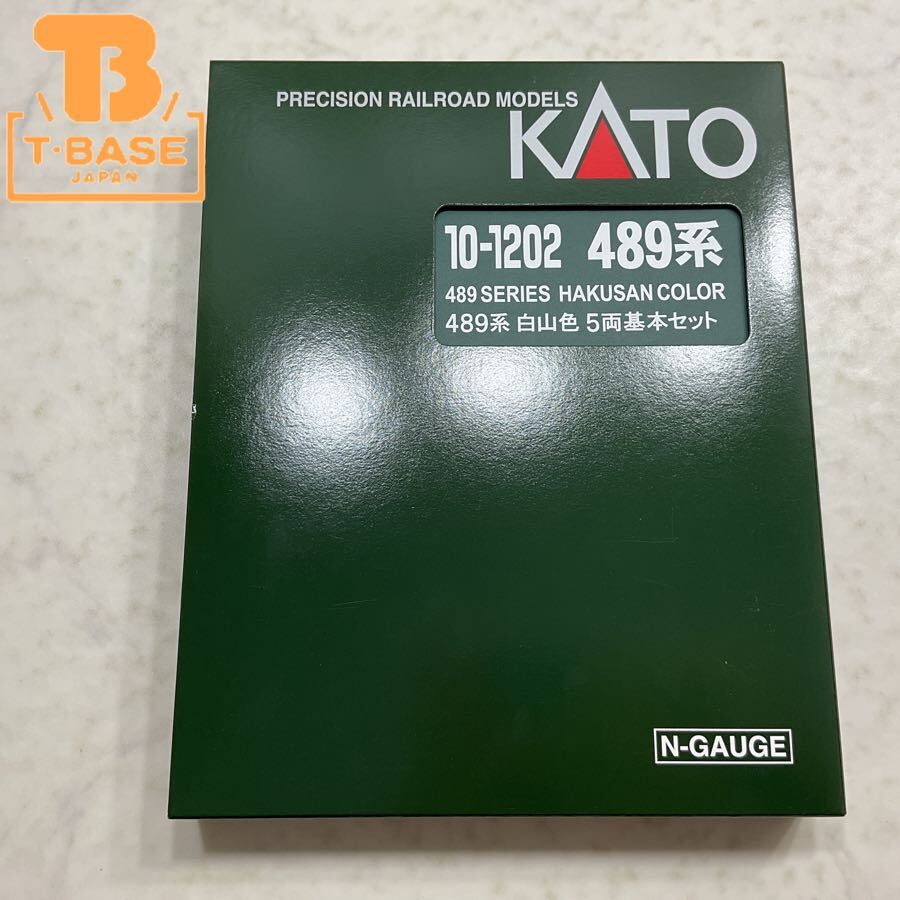 B
T·BASE
JAPAN
PRECISION RAILROAD MODELS
KATO
10-1202 489系
489 SERIES HAKUSAN COLOR
489系 白山色 5両基本セット
N-GAUGE